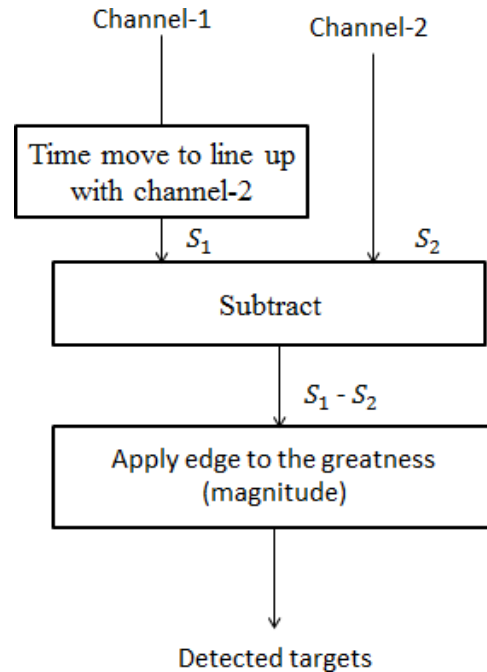 Channel-1
Channel-2
Time move to line up
with channel-2
S₁
S₂
Subtract
S₁ - S₂
Apply edge to the greatness
(magnitude)
Detected targets